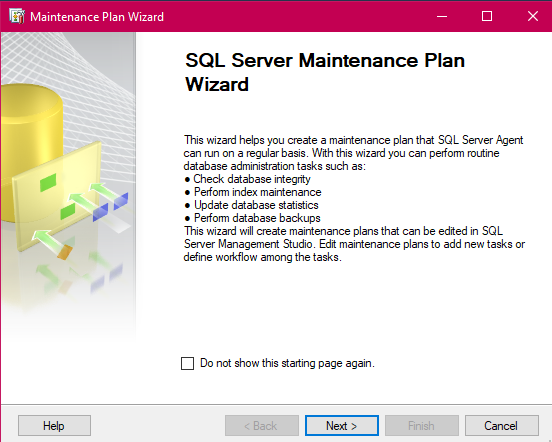 Maintenance Plan Wizard
SQL Server Maintenance Plan
Wizard
This wizard helps you create a maintenance plan that SQL Server Agent
can run on a regular basis. With this wizard you can perform routine
database administration tasks such as:
● Check database integrity
● Perform index maintenance
● Update database statistics
● Perform database backups
This wizard will create maintenance plans that can be edited in SQL
Server Management Studio. Edit maintenance plans to add new tasks or
define workflow among the tasks.
Do not show this starting page again.
Help
< Back
Next >
Finish
Cancel